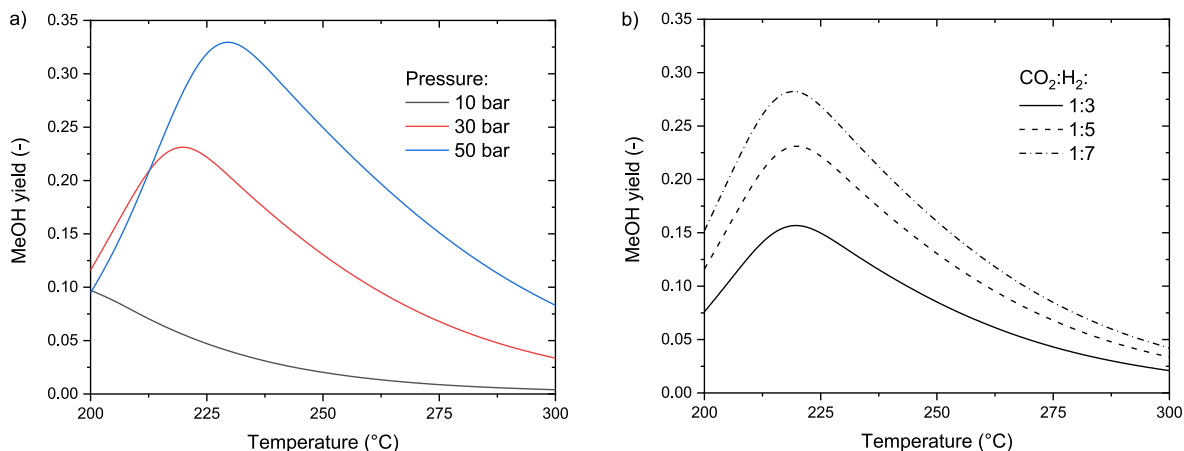 a)
MeOH yield (-)
0.35
0.30
0.25
0.20
0.15
0.10
0.05
0.00
Pressure:
10 bar
30 bar
50 bar
200
225
250
275
300
Temperature (°C)
b)
MeOH yield (-)
0.35
0.30
0.25
0.20
0.15
0.10
0.05
0.00
CO₂:H₂:
1:3
1:5
1:7
200
225
250
275
300
Temperature (°C)